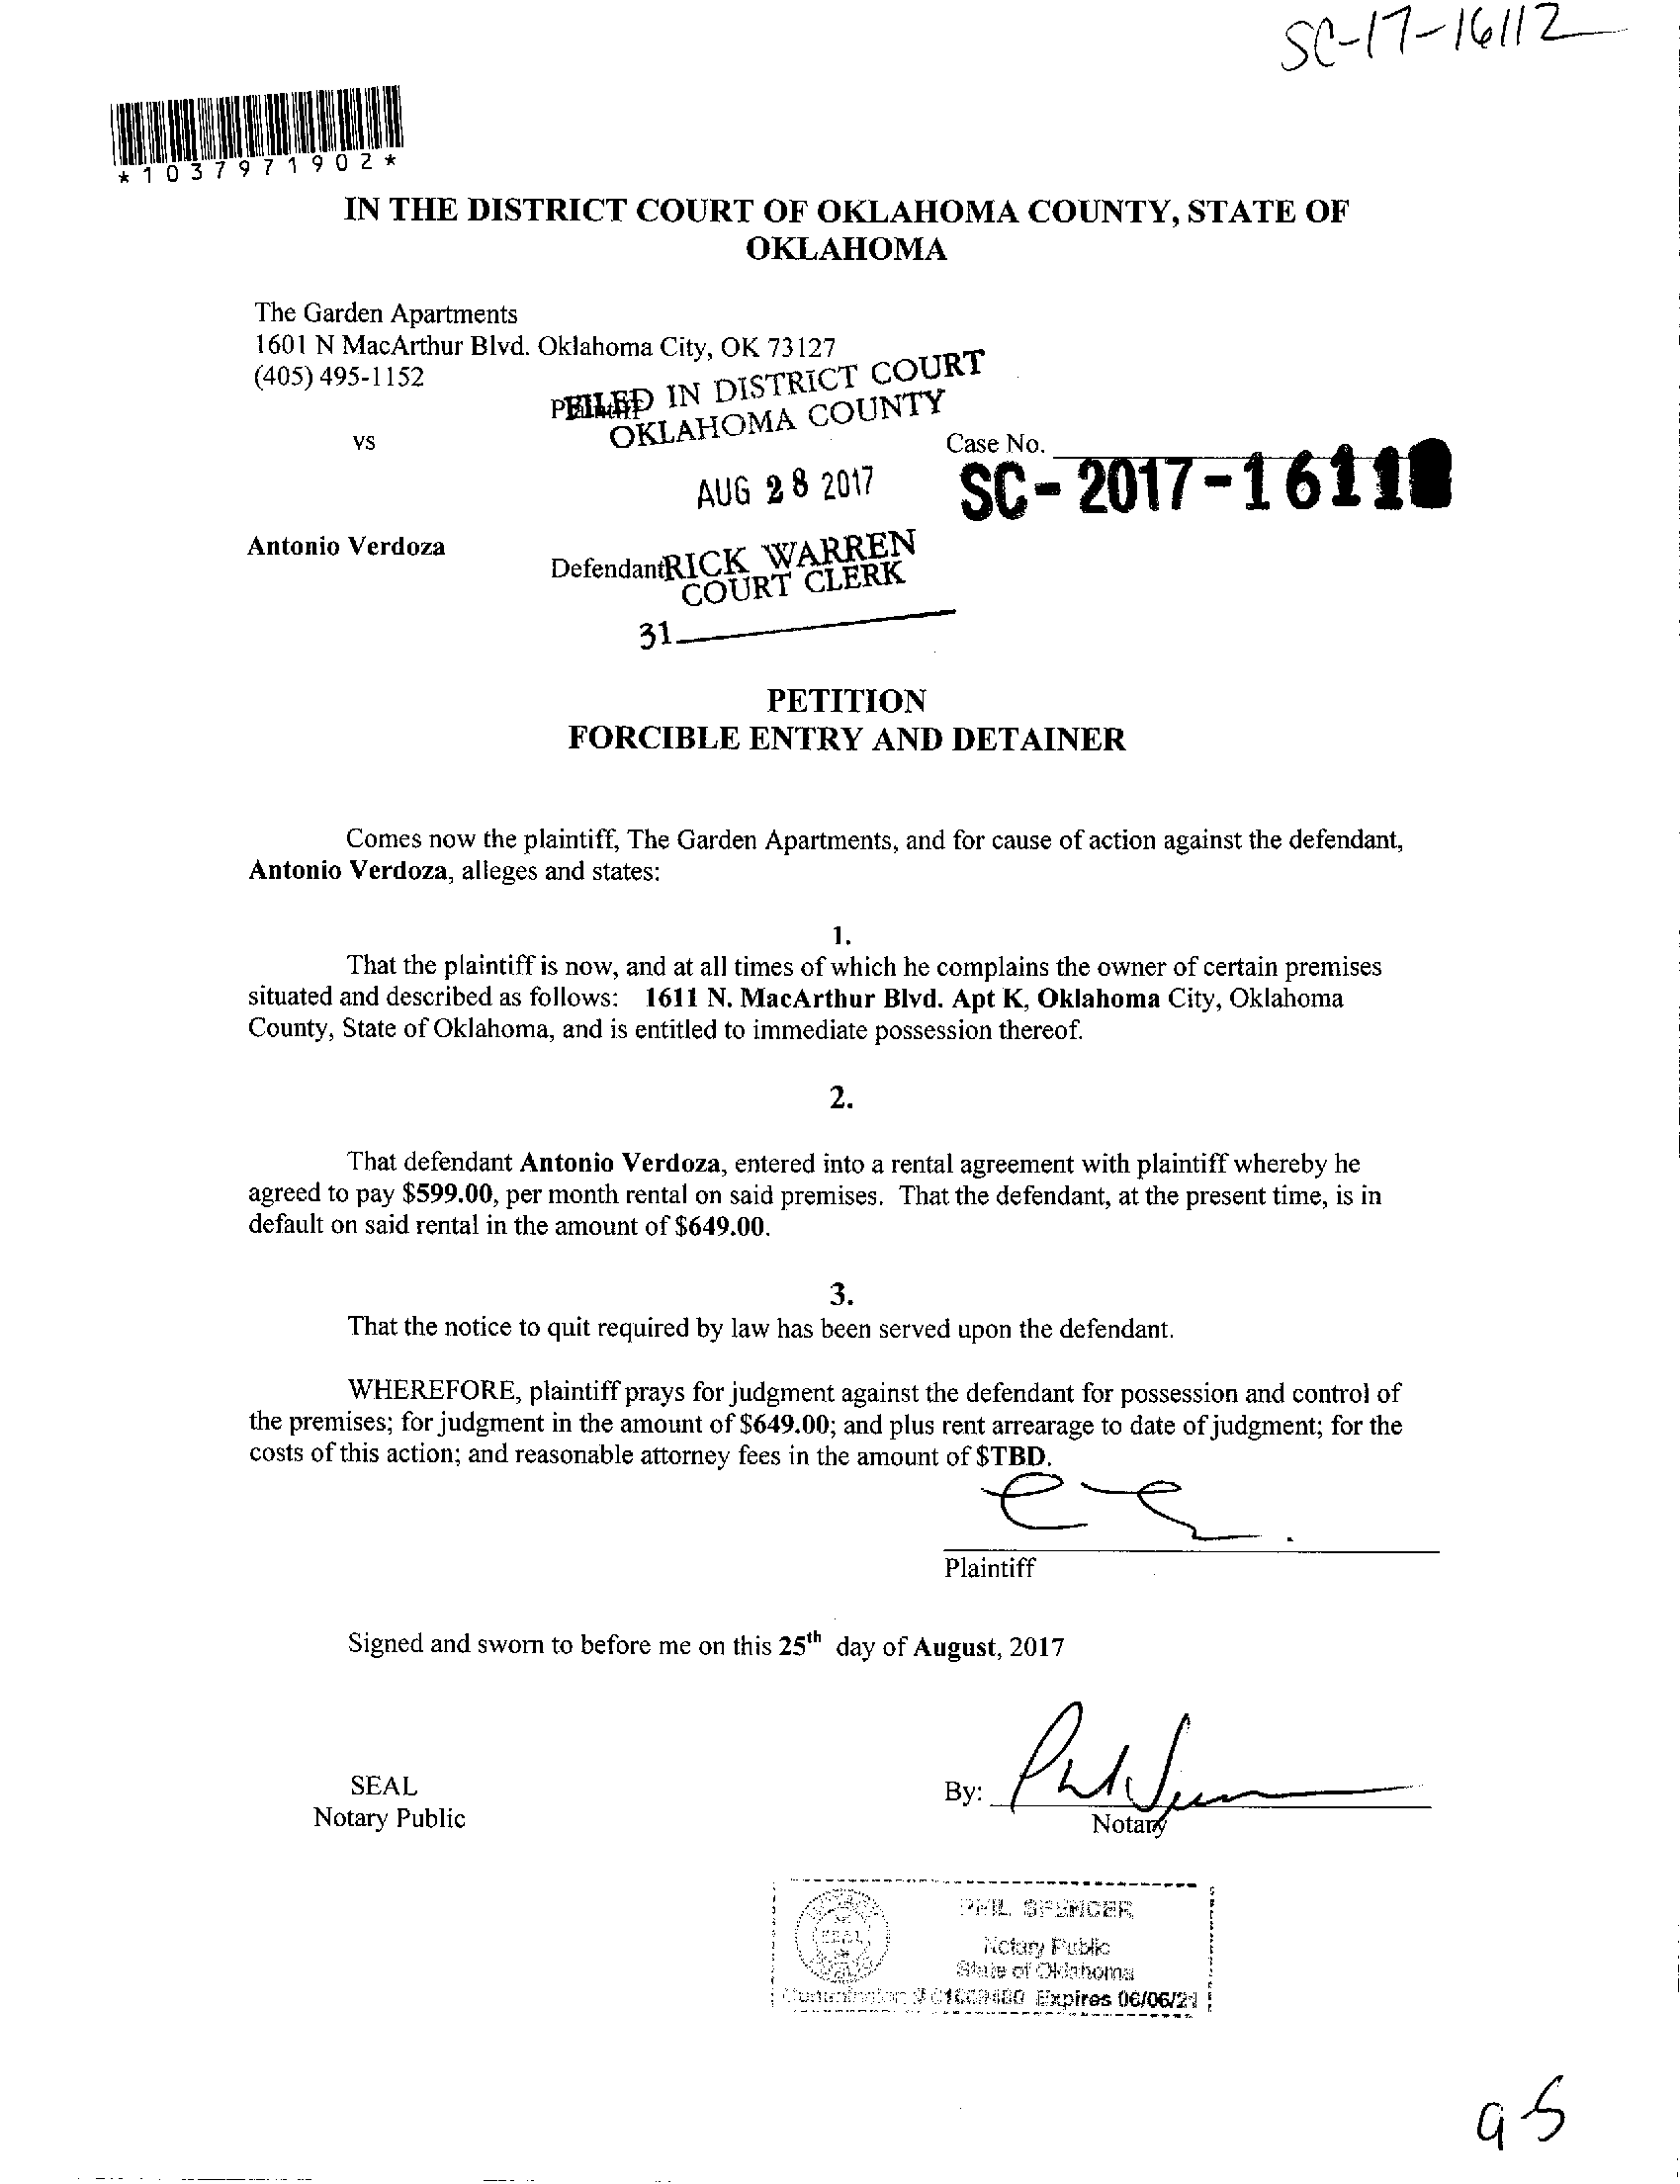 SC-17-16112
*1037971902*
IN THE DISTRICT COURT OF OKLAHOMA COUNTY, STATE OF
OKLAHOMA
The Garden Apartments
1601 N MacArthur Blvd. Oklahoma City, OK 73127
(405) 495-1152
Plaintiff
FILED IN DISTRICT COURT
OKLAHOMA COUNTY
vs
Case No.
AUG 28 2017
SC-2017-1611
Antonio Verdoza
Defendant
RICK WARREN
COURT CLERK
31
PETITION
FORCIBLE ENTRY AND DETAINER
Comes now the plaintiff, The Garden Apartments, and for cause of action against the defendant,
Antonio Verdoza, alleges and states:
1.
That the plaintiff is now, and at all times of which he complains the owner of certain premises
situated and described as follows: 1611 N. MacArthur Blvd. Apt K, Oklahoma City, Oklahoma
County, State of Oklahoma, and is entitled to immediate possession thereof.
2.
That defendant Antonio Verdoza, entered into a rental agreement with plaintiff whereby he
agreed to pay $599.00, per month rental on said premises. That the defendant, at the present time, is in
default on said rental in the amount of $649.00.
3.
That the notice to quit required by law has been served upon the defendant.
WHEREFORE, plaintiff prays for judgment against the defendant for possession and control of
the premises; for judgment in the amount of $649.00; and plus rent arrearage to date of judgment; for the
costs of this action; and reasonable attorney fees in the amount of $TBD.
Plaintiff
Signed and sworn to before me on this 25th day of August, 2017
SEAL
By:
Notary Public
Notary
PHIL SPENCER
SEAL
Notary Public
State of Oklahoma
Commission # Expires 06/06/21
95